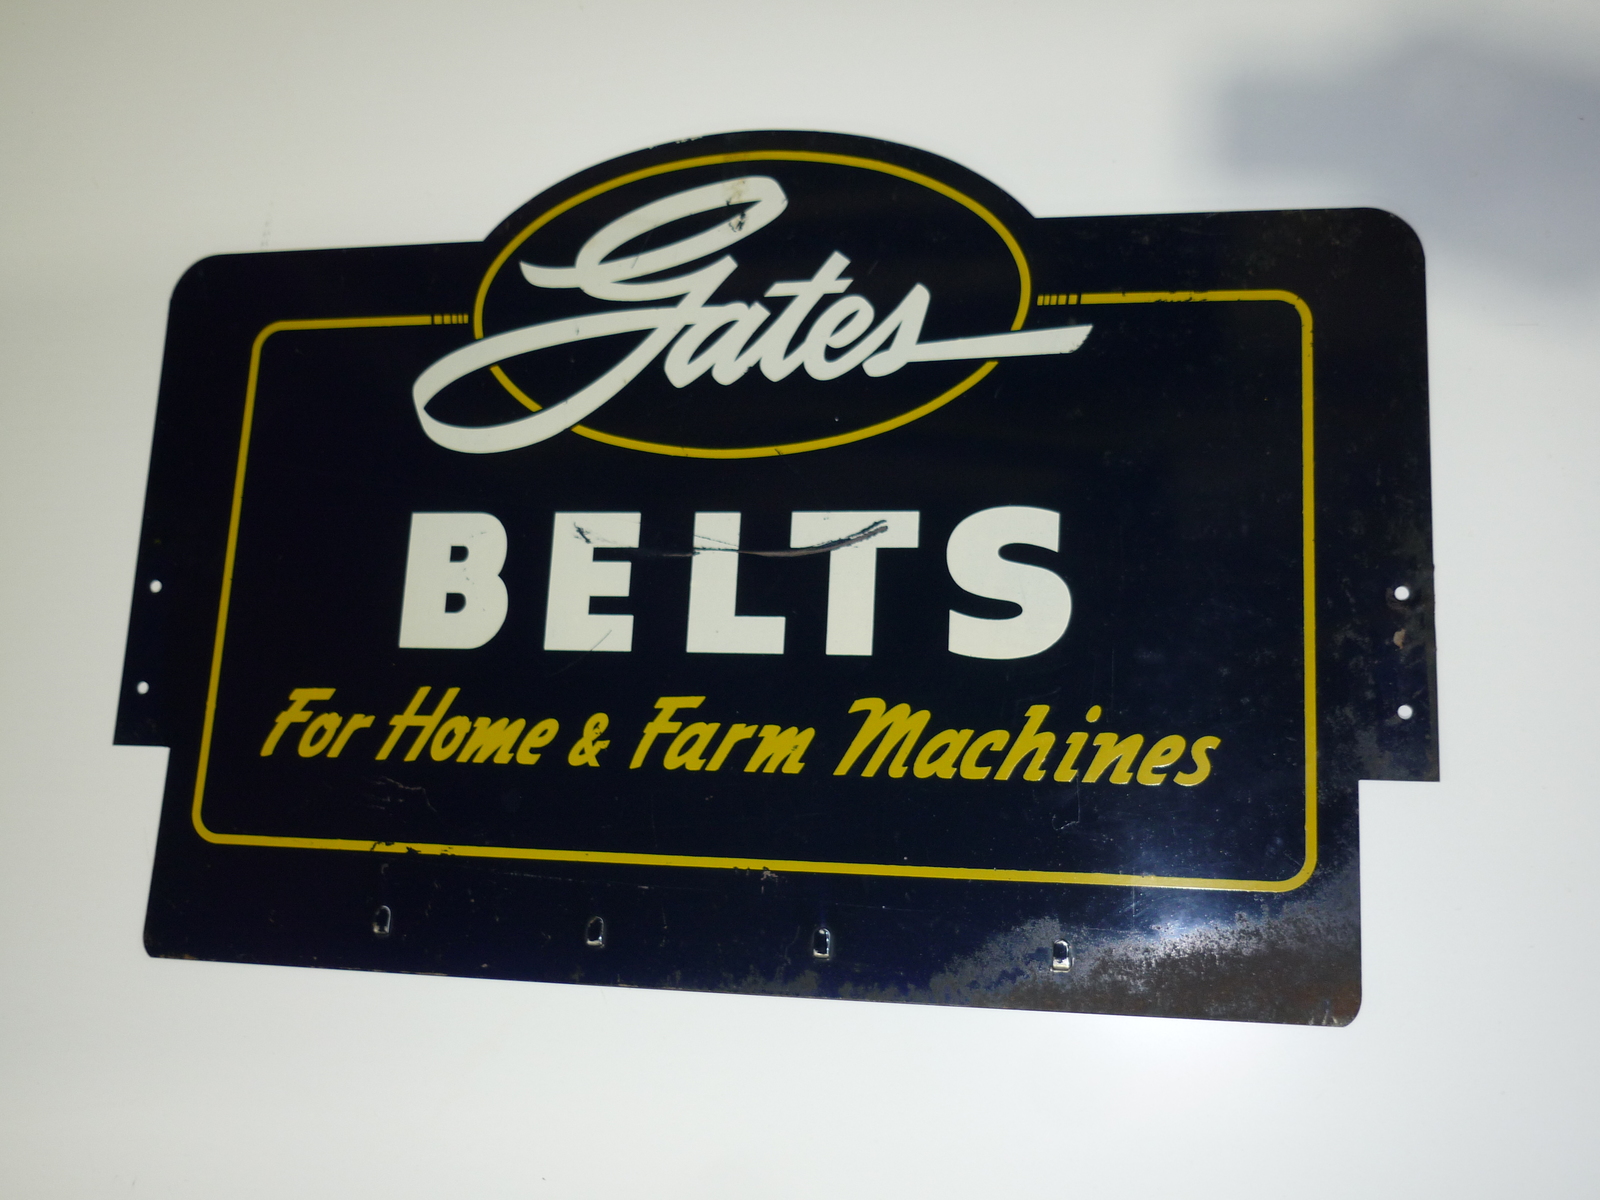 Gates
BELTS
For Home & Farm Machines